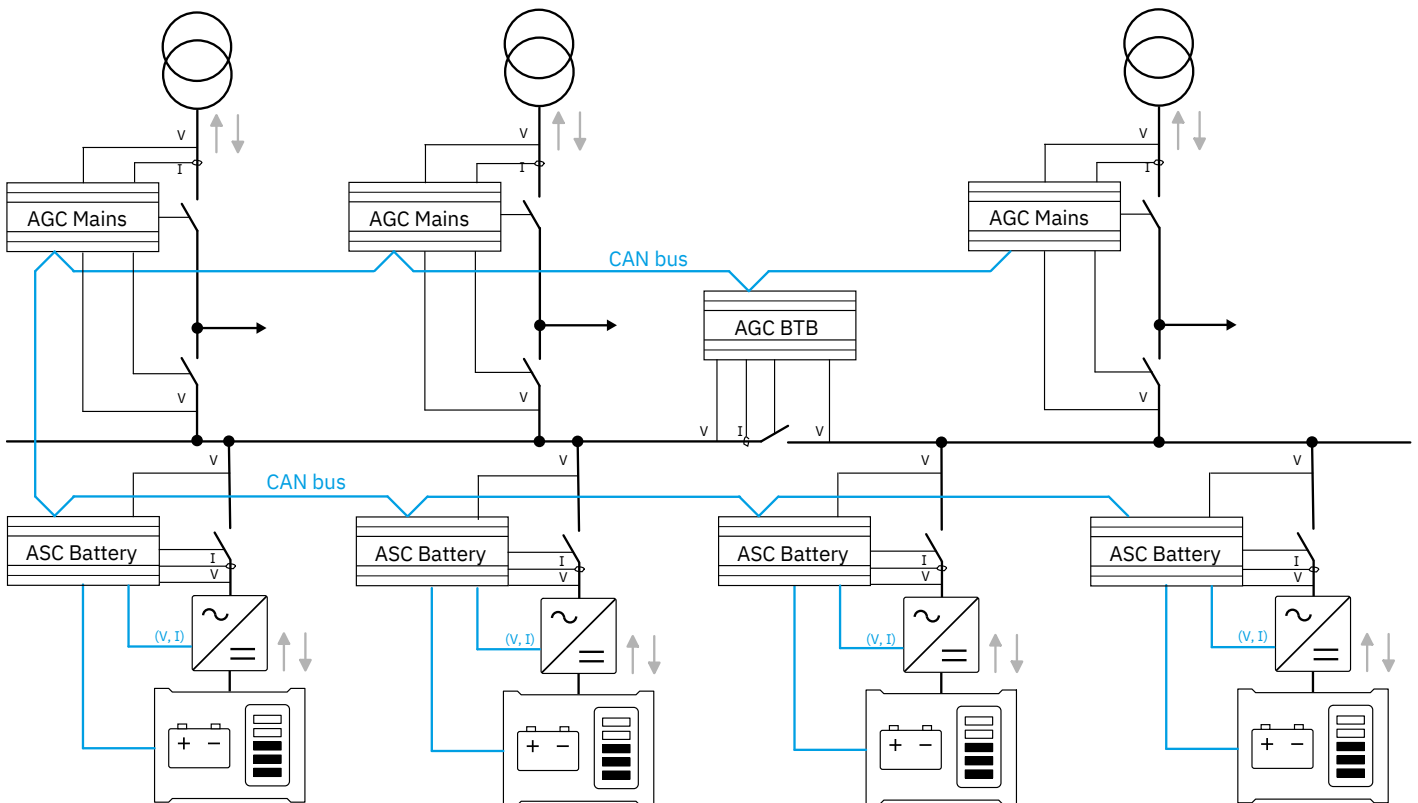 V
V
V
I
I
I
AGC Mains
AGC Mains
AGC Mains
CAN bus
AGC BTB
V
V
V
V
I
V
V
V
V
V
CAN bus
ASC Battery
ASC Battery
ASC Battery
ASC Battery
I
I
I
I
V
V
V
V
(V, I)
(V, I)
(V, I)
(V, I)
+ −
+ −
+ −
+ −